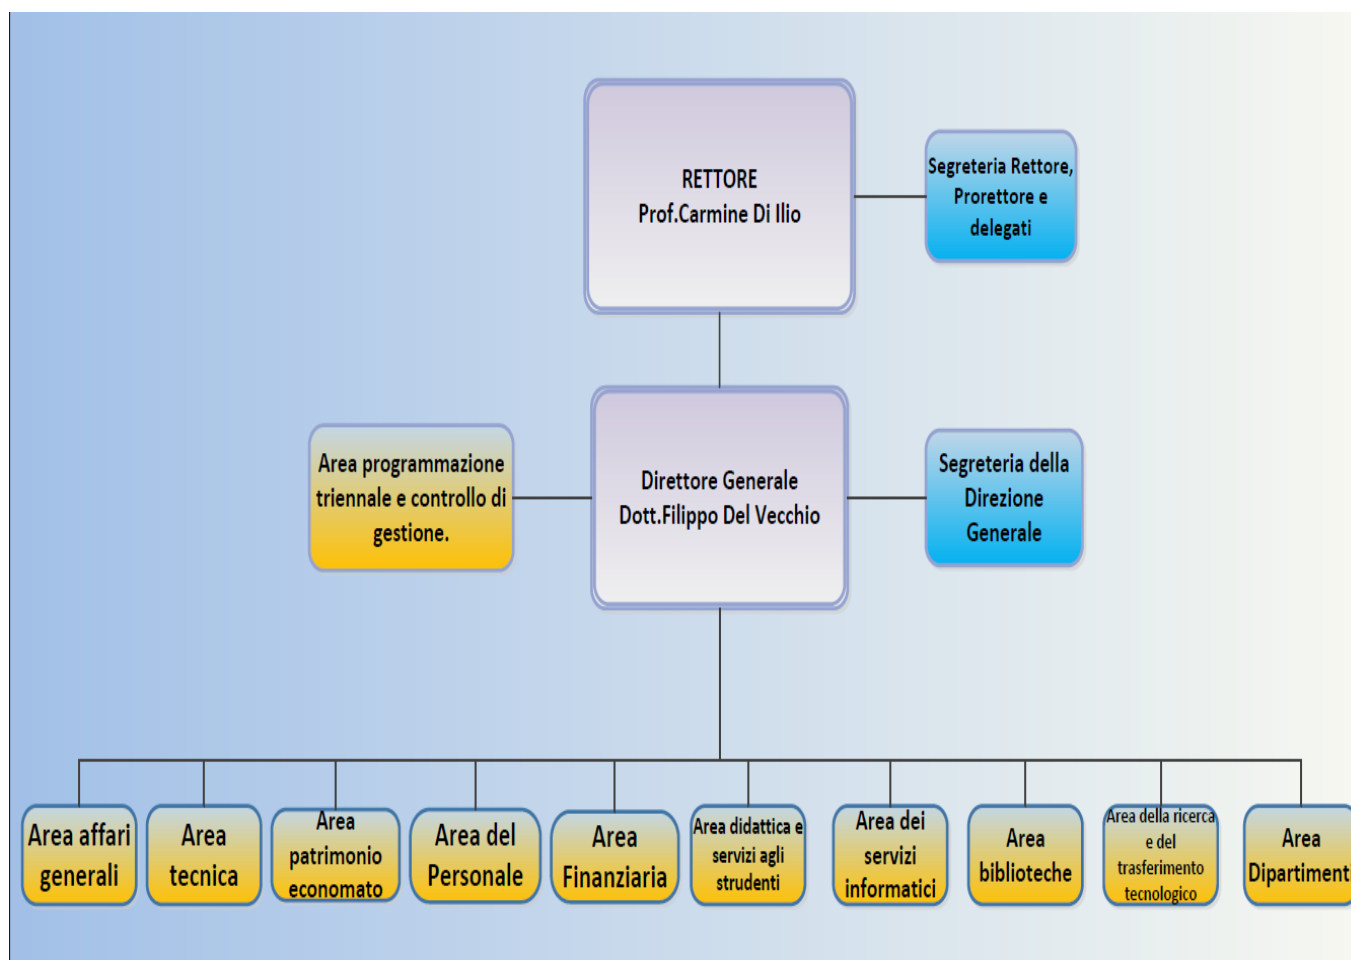 RETTORE
Prof.Carmine Di Ilio
Segreteria Rettore,
Prorettore e
delegati
Area programmazione
triennale e controllo di
gestione.
Direttore Generale
Dott.Filippo Del Vecchio
Segreteria della
Direzione
Generale
Area affari
generali
Area
tecnica
Area
patrimonio
economato
Area del
Personale
Area
Finanziaria
Area didattica e
servizi agli
strudenti
Area dei
servizi
informatici
Area
biblioteche
Area della ricerca
e del
trasferimento
tecnologico
Area
Dipartimenti